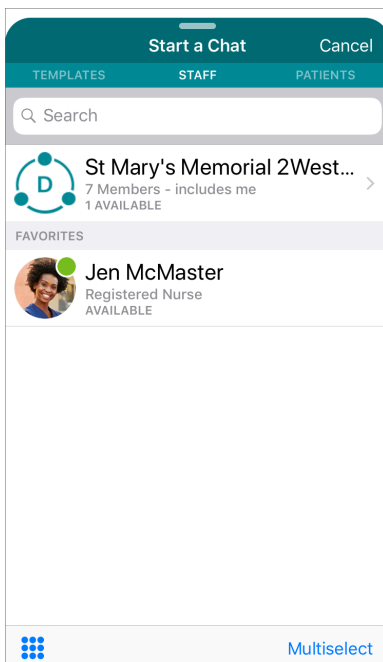 Start a Chat Cancel
TEMPLATES STAFF PATIENTS
Search
St Mary's Memorial 2West...
D
7 Members - includes me
1 AVAILABLE
FAVORITES
Jen McMaster
Registered Nurse
AVAILABLE
Multiselect